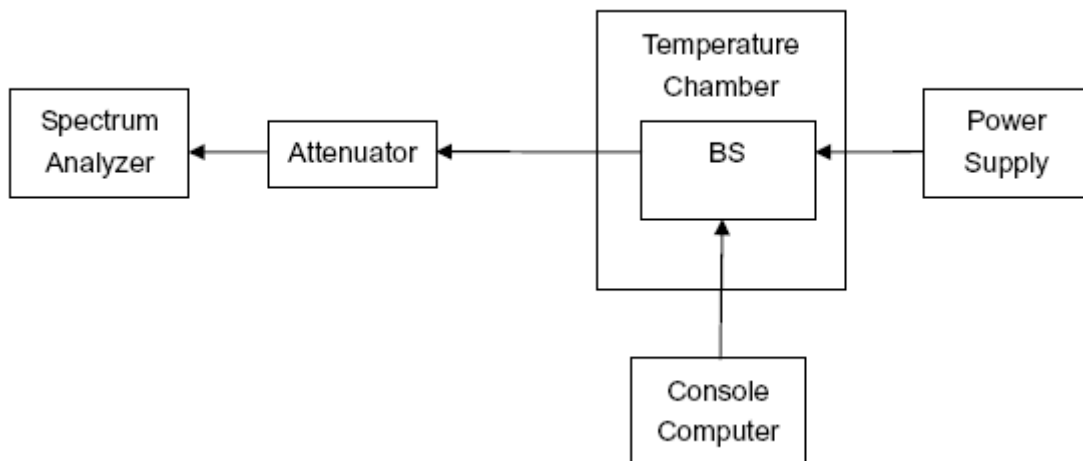 Temperature
Chamber
Spectrum
Analyzer
Attenuator
BS
Power
Supply
Console
Computer